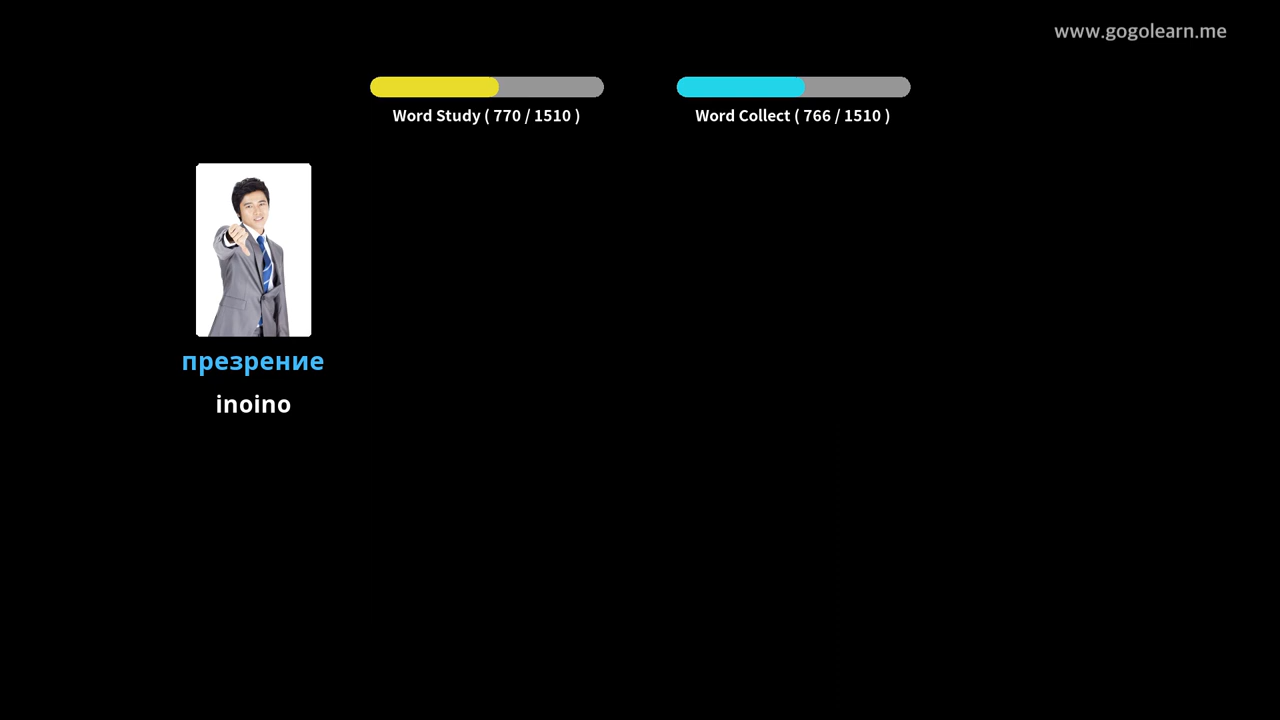 www.gogolearn.me
Word Study ( 770 / 1510 )
Word Collect ( 766 / 1510 )
презрение
inoino